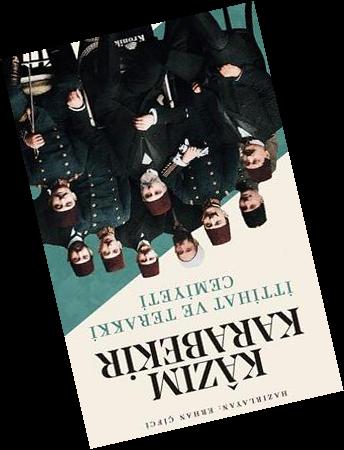 HAZIRLAYAN: ERHAN ÇİFCİ
KÂZIM
KARABEKİR
İTTİHAT VE TERAKKİ
CEMİYETİ
Kronik